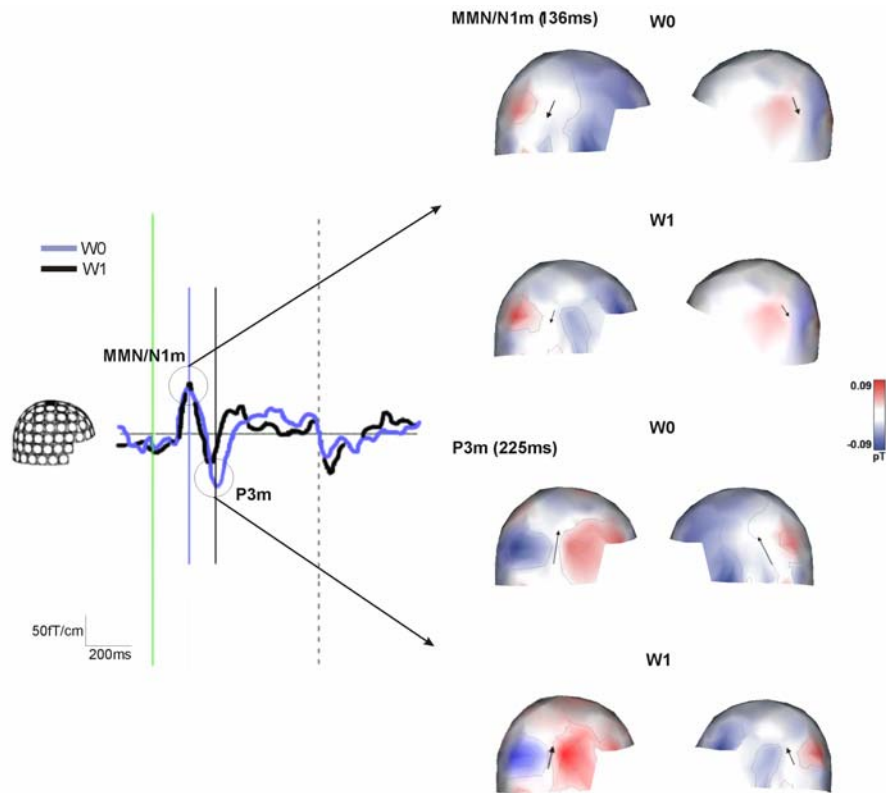 MMN/N1m (136ms)
W0
W1
W0
W1
MMN/N1m
P3m
50fT/cm
200ms
0.09
-0.09
pT
P3m (225ms)
W0
W1